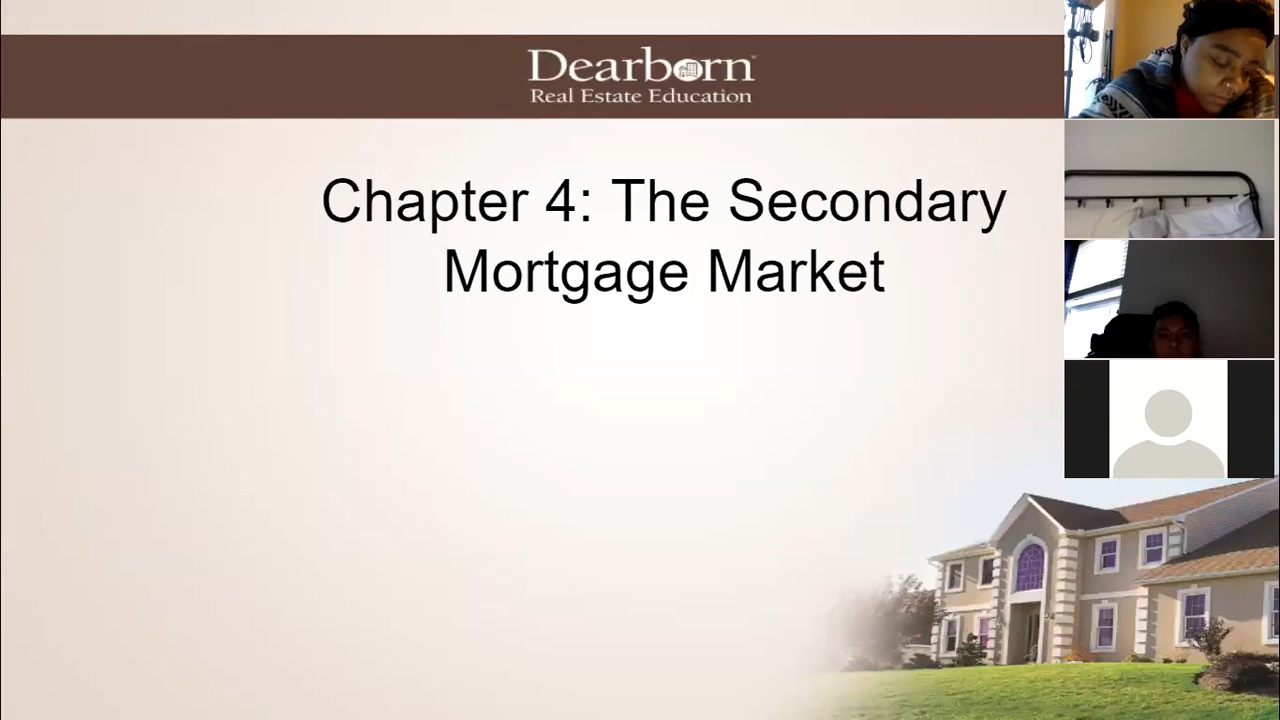 Dearborn
Real Estate Education
Chapter 4: The Secondary
Mortgage Market